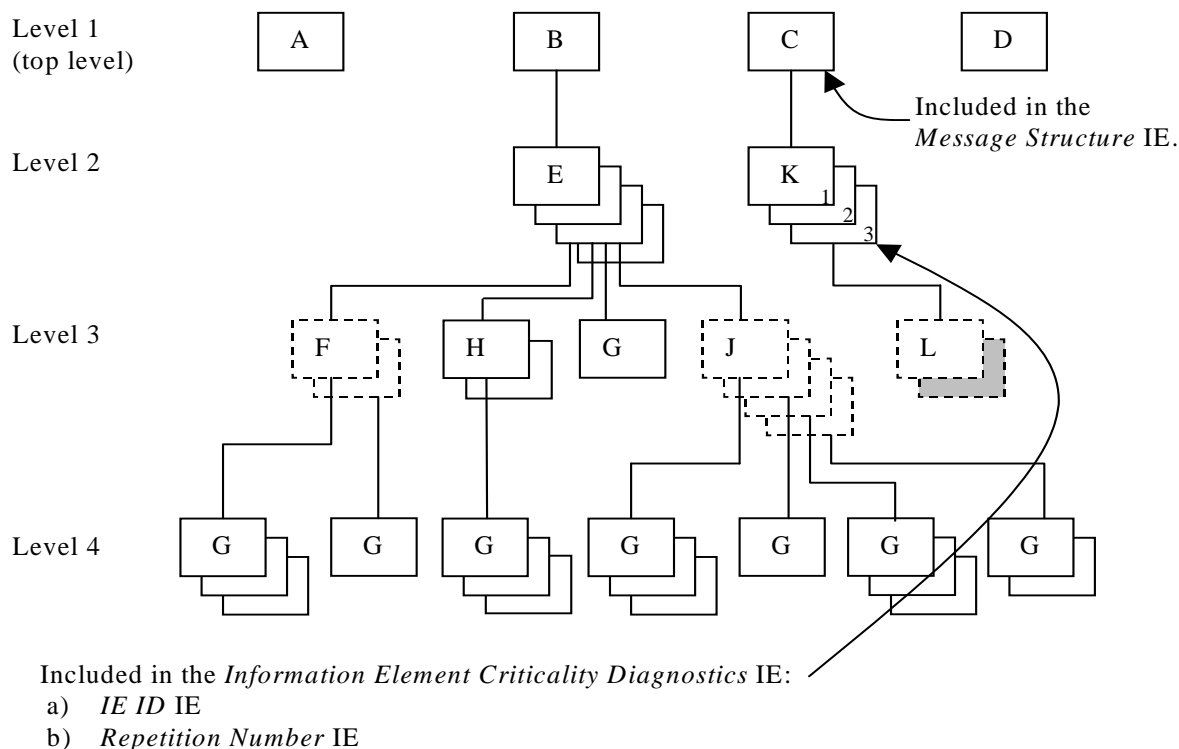 Level 1
(top level)
A
B
C
D
Included in the
Message Structure IE.
Level 2
E
K
1
2
3
Level 3
F
H
G
J
L
Level 4
G
G
G
G
G
G
G
Included in the Information Element Criticality Diagnostics IE:
a) IE ID IE
b) Repetition Number IE